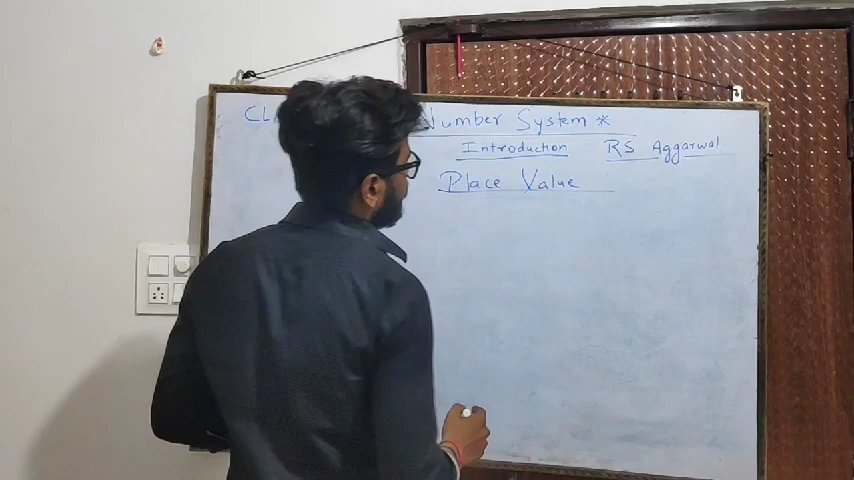 Number System *
Introduction RS Aggarwal
Place Value